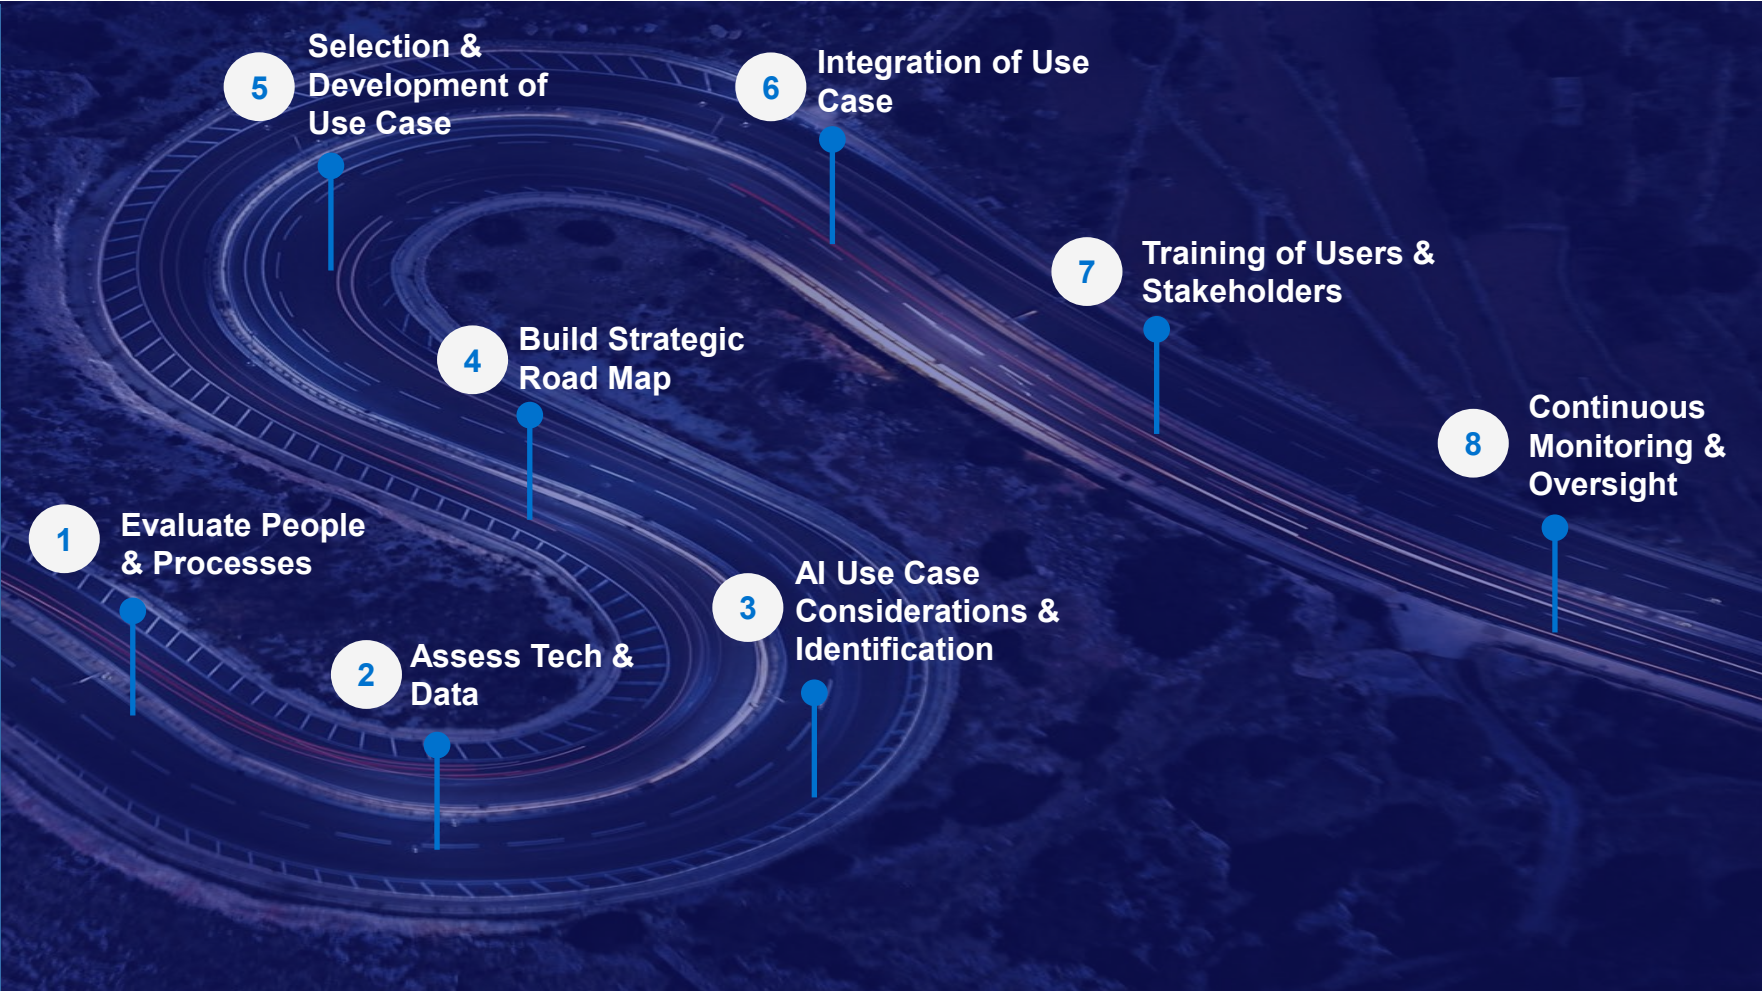 5
Selection &
Development of
Use Case
6
Integration of Use
Case
7
Training of Users &
Stakeholders
4
Build Strategic
Road Map
8
Continuous
Monitoring &
Oversight
1
Evaluate People
& Processes
3
AI Use Case
Considerations &
Identification
2
Assess Tech &
Data